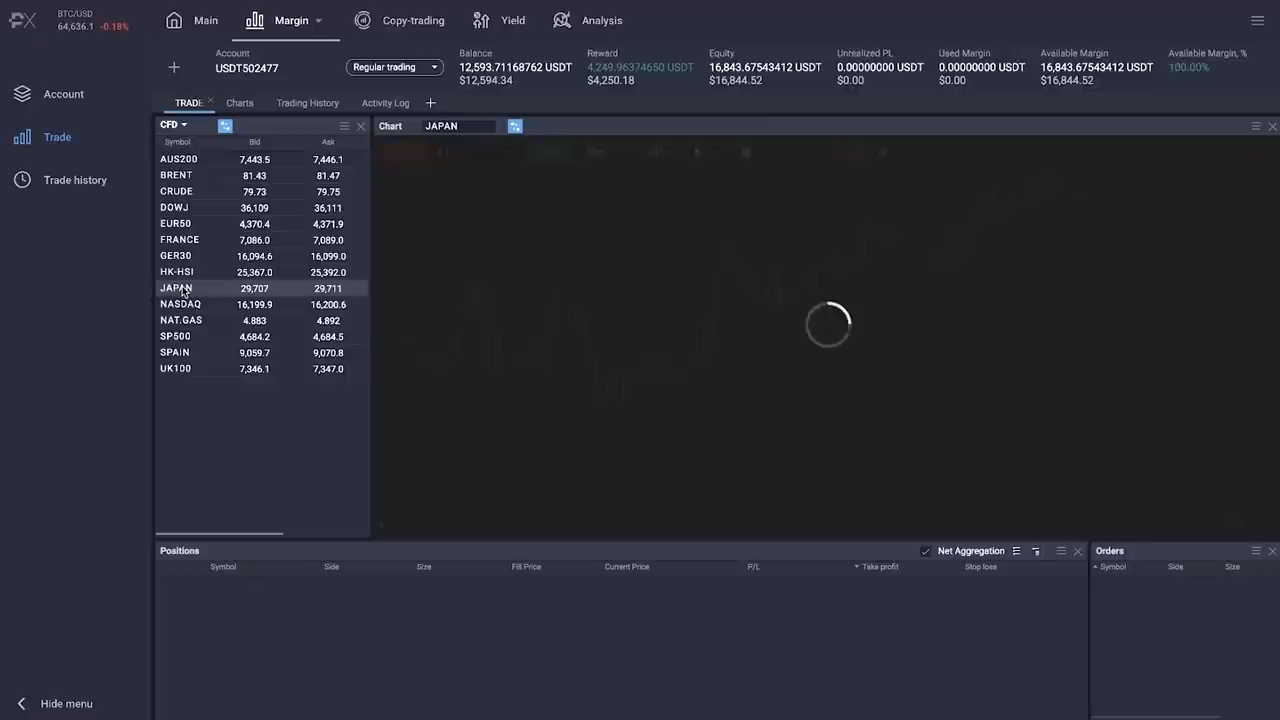 PX
BTC/USD
64,636.1 -0.18%
Main
Margin
Copy-trading
Yield
Analysis
Account
USDT502477
Regular trading
Balance
12,593.71168762 USDT
$12,594.34
Reward
4,249.96374650 USDT
$4,250.18
Equity
16,843.67543412 USDT
$16,844.52
Unrealized PL
0.00000000 USDT
$0.00
Used Margin
0.00000000 USDT
$0.00
Available Margin
16,843.67543412 USDT
$16,844.52
Available Margin, %
100.00%
Account
Trade
Trade history
Hide menu
TRADE
Charts
Trading History
Activity Log
CFD
Symbol Bid Ask
AUS200 7,443.5 7,446.1
BRENT 81.43 81.47
CRUDE 79.73 79.75
DOWJ 36,109 36,111
EUR50 4,370.4 4,371.9
FRANCE 7,086.0 7,089.0
GER30 16,094.6 16,099.0
HK-HSI 25,367.0 25,392.0
JAPAN 29,707 29,711
NASDAQ 16,199.9 16,200.6
NAT.GAS 4.883 4.892
SP500 4,684.2 4,684.5
SPAIN 9,059.7 9,070.8
UK100 7,346.1 7,347.0
Chart JAPAN
Positions
Net Aggregation
Symbol Side Size Fill Price Current Price P/L Take profit Stop loss
Orders
Symbol Side Size